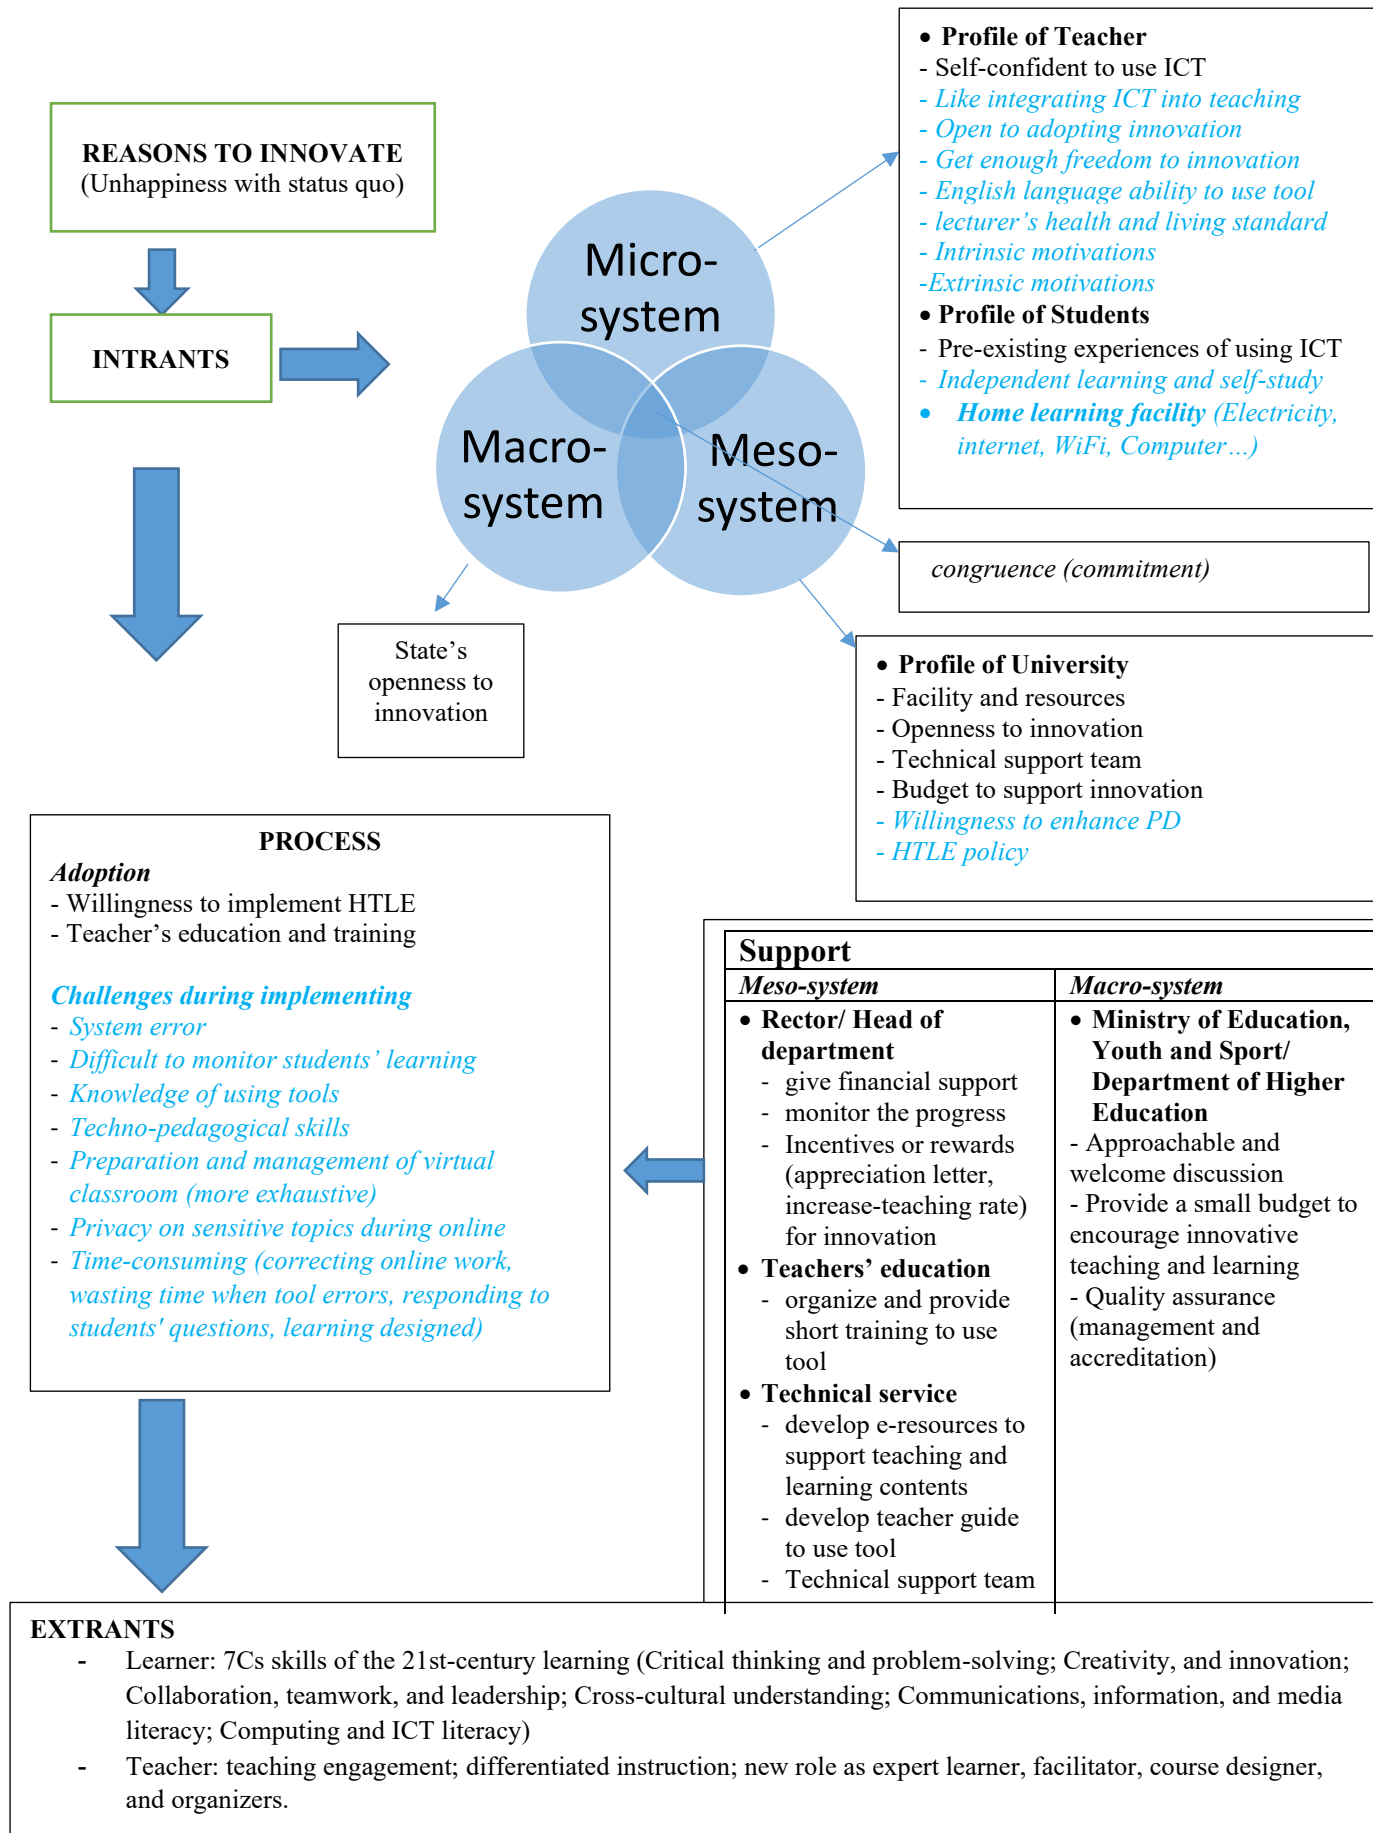 REASONS TO INNOVATE
(Unhappiness with status quo)
INTRANTS
Micro-
system
Macro-
system
Meso-
system
• Profile of Teacher
- Self-confident to use ICT
- Like integrating ICT into teaching
- Open to adopting innovation
- Get enough freedom to innovation
- English language ability to use tool
- lecturer’s health and living standard
- Intrinsic motivations
-Extrinsic motivations
• Profile of Students
- Pre-existing experiences of using ICT
- Independent learning and self-study
• Home learning facility (Electricity,
internet, WiFi, Computer…)
congruence (commitment)
State’s
openness to
innovation
• Profile of University
- Facility and resources
- Openness to innovation
- Technical support team
- Budget to support innovation
- Willingness to enhance PD
- HTLE policy
PROCESS
Adoption
- Willingness to implement HTLE
- Teacher’s education and training
Challenges during implementing
- System error
- Difficult to monitor students’ learning
- Knowledge of using tools
- Techno-pedagogical skills
- Preparation and management of virtual
classroom (more exhaustive)
- Privacy on sensitive topics during online
- Time-consuming (correcting online work,
wasting time when tool errors, responding to
students' questions, learning designed)
Support
Meso-system
• Rector/ Head of
department
- give financial support
- monitor the progress
- Incentives or rewards
(appreciation letter,
increase-teaching rate)
for innovation
• Teachers’ education
- organize and provide
short training to use
tool
• Technical service
- develop e-resources to
support teaching and
learning contents
- develop teacher guide
to use tool
- Technical support team
Macro-system
• Ministry of Education,
Youth and Sport/
Department of Higher
Education
- Approachable and
welcome discussion
- Provide a small budget to
encourage innovative
teaching and learning
- Quality assurance
(management and
accreditation)
EXTRANTS
- Learner: 7Cs skills of the 21st-century learning (Critical thinking and problem-solving; Creativity, and innovation;
Collaboration, teamwork, and leadership; Cross-cultural understanding; Communications, information, and media
literacy; Computing and ICT literacy)
- Teacher: teaching engagement; differentiated instruction; new role as expert learner, facilitator, course designer,
and organizers.